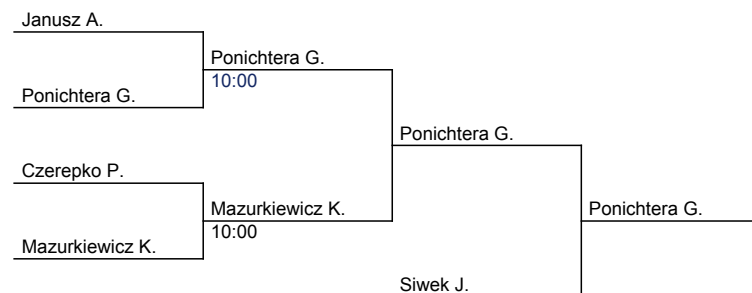 Janusz A.
Ponichtera G.
10:00
Ponichtera G.
Ponichtera G.
Czerepko P.
Mazurkiewicz K.
Ponichtera G.
10:00
Mazurkiewicz K.
Siwek J.